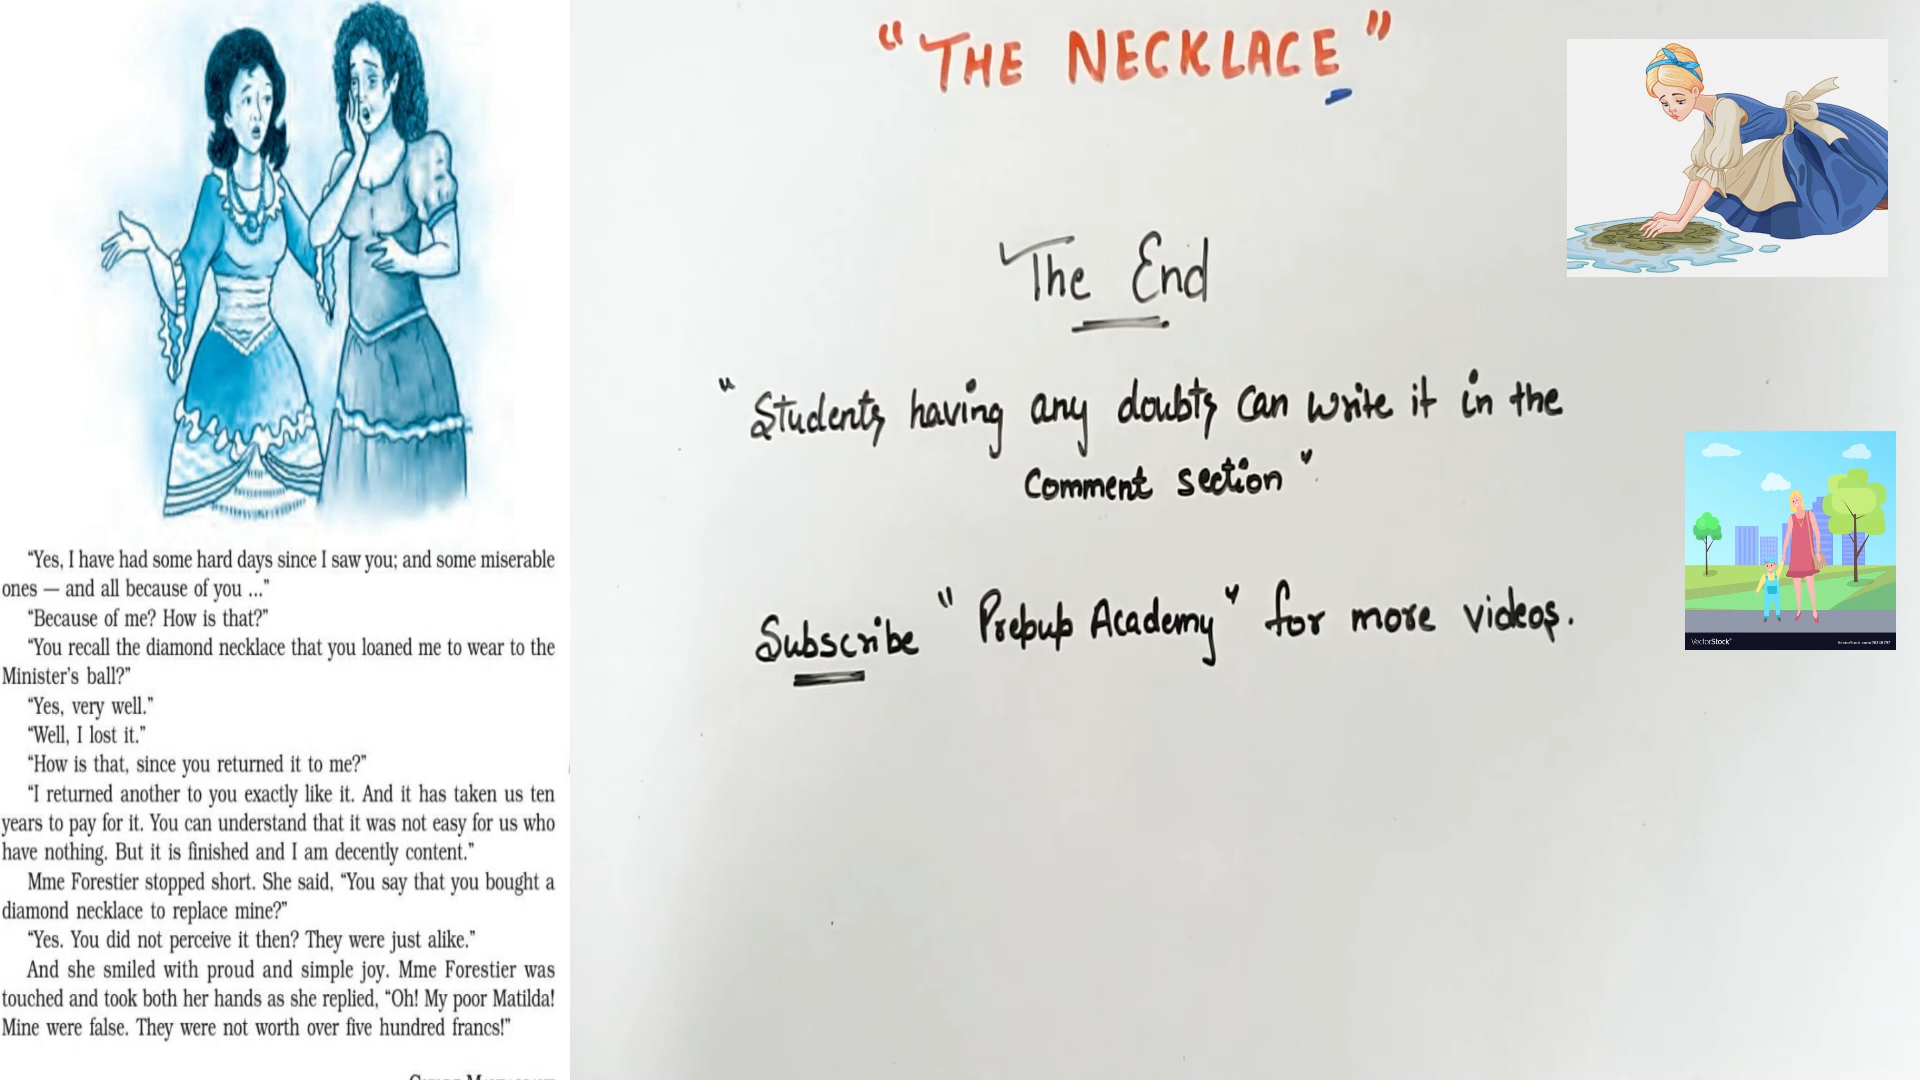 “Yes, I have had some hard days since I saw you; and some miserable
ones — and all because of you ...”
“Because of me? How is that?”
“You recall the diamond necklace that you loaned me to wear to the
Minister’s ball?”
“Yes, very well.”
“Well, I lost it.”
“How is that, since you returned it to me?”
“I returned another to you exactly like it. And it has taken us ten
years to pay for it. You can understand that it was not easy for us who
have nothing. But it is finished and I am decently content.”
Mme Forestier stopped short. She said, “You say that you bought a
diamond necklace to replace mine?”
“Yes. You did not perceive it then? They were just alike.”
And she smiled with proud and simple joy. Mme Forestier was
touched and took both her hands as she replied, “Oh! My poor Matilda!
Mine were false. They were not worth over five hundred francs!”
“THE NECKLACE”
The End
“Students having any doubts can write it in the
Comment section”.
Subscribe “Prepup Academy” for more videos.
VectorStock